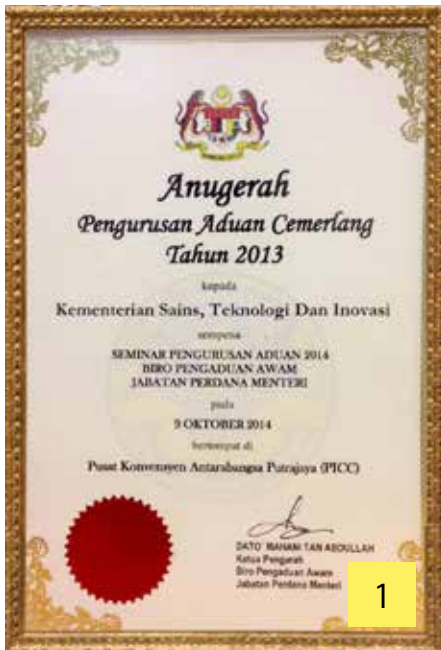 Anugerah
Pengurusan Aduan Cemerlang
Tahun 2013
kepada
Kementerian Sains, Teknologi Dan Inovasi
sempena
SEMINAR PENGURUSAN ADUAN 2014
BIRO PENGADUAN AWAM
JABATAN PERDANA MENTERI
pada
9 OKTOBER 2014
bertempat di
Pusat Konvensyen Antarabangsa Putrajaya (PICC)
DATO' MAHANI TAN ABDULLAH
Ketua Pengarah
Biro Pengaduan Awam
Jabatan Perdana Menteri
1